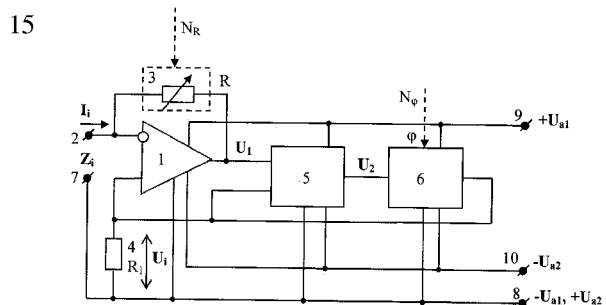 15
N_R
3
R
I_i
2
1
U_1
Z_i
7
N_φ
φ
9
+U_a1
5
U_2
6
4
R_1
U_i
10
-U_a2
8
-U_a1, +U_a2